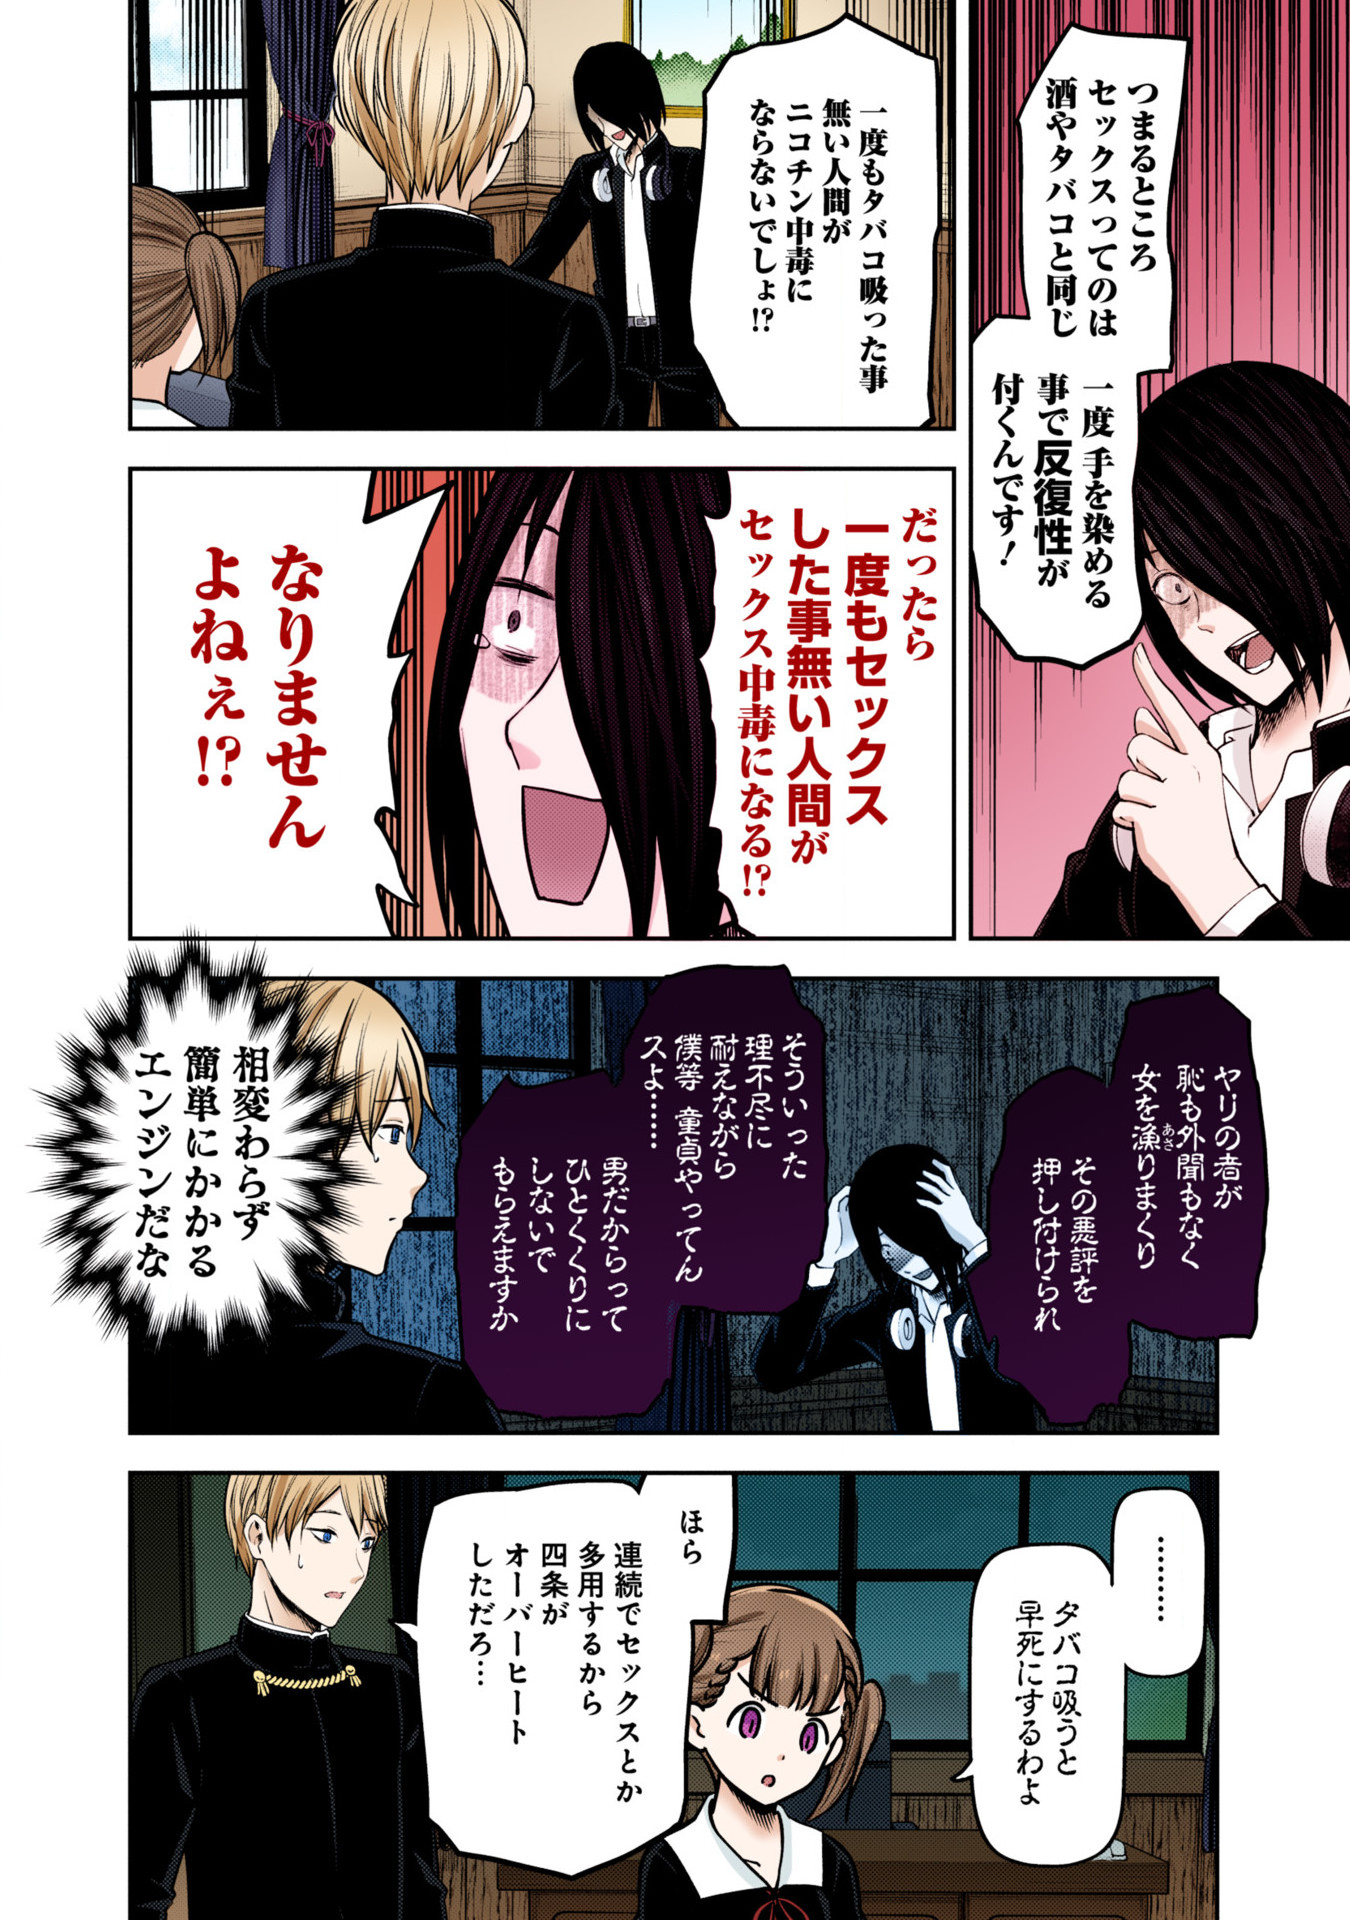 つまるところ
セックスってのは
酒やタバコと同じ
一度手を染める
事で反復性が
付くんです!
一度もタバコ吸った事
無い人間が
ニコチン中毒に
ならないでしょ!?
だったら
一度もセックス
した事無い人間が
セックス中毒になる!?
なりません
よねぇ!?
ヤリの者が
恥も外聞もなく
女を漁りまくり
あさ
その悪評を
押し付けられ
そういった
理不尽に
耐えながら
僕等童貞やってん
スよ……
男だからって
ひとくくりに
しないで
もらえますか
相変わらず
簡単にかかる
エンジンだな
………
タバコ吸うと
早死にするわよ
ほら
連続でセックスとか
多用するから
四条が
オーバーヒート
しただろ…